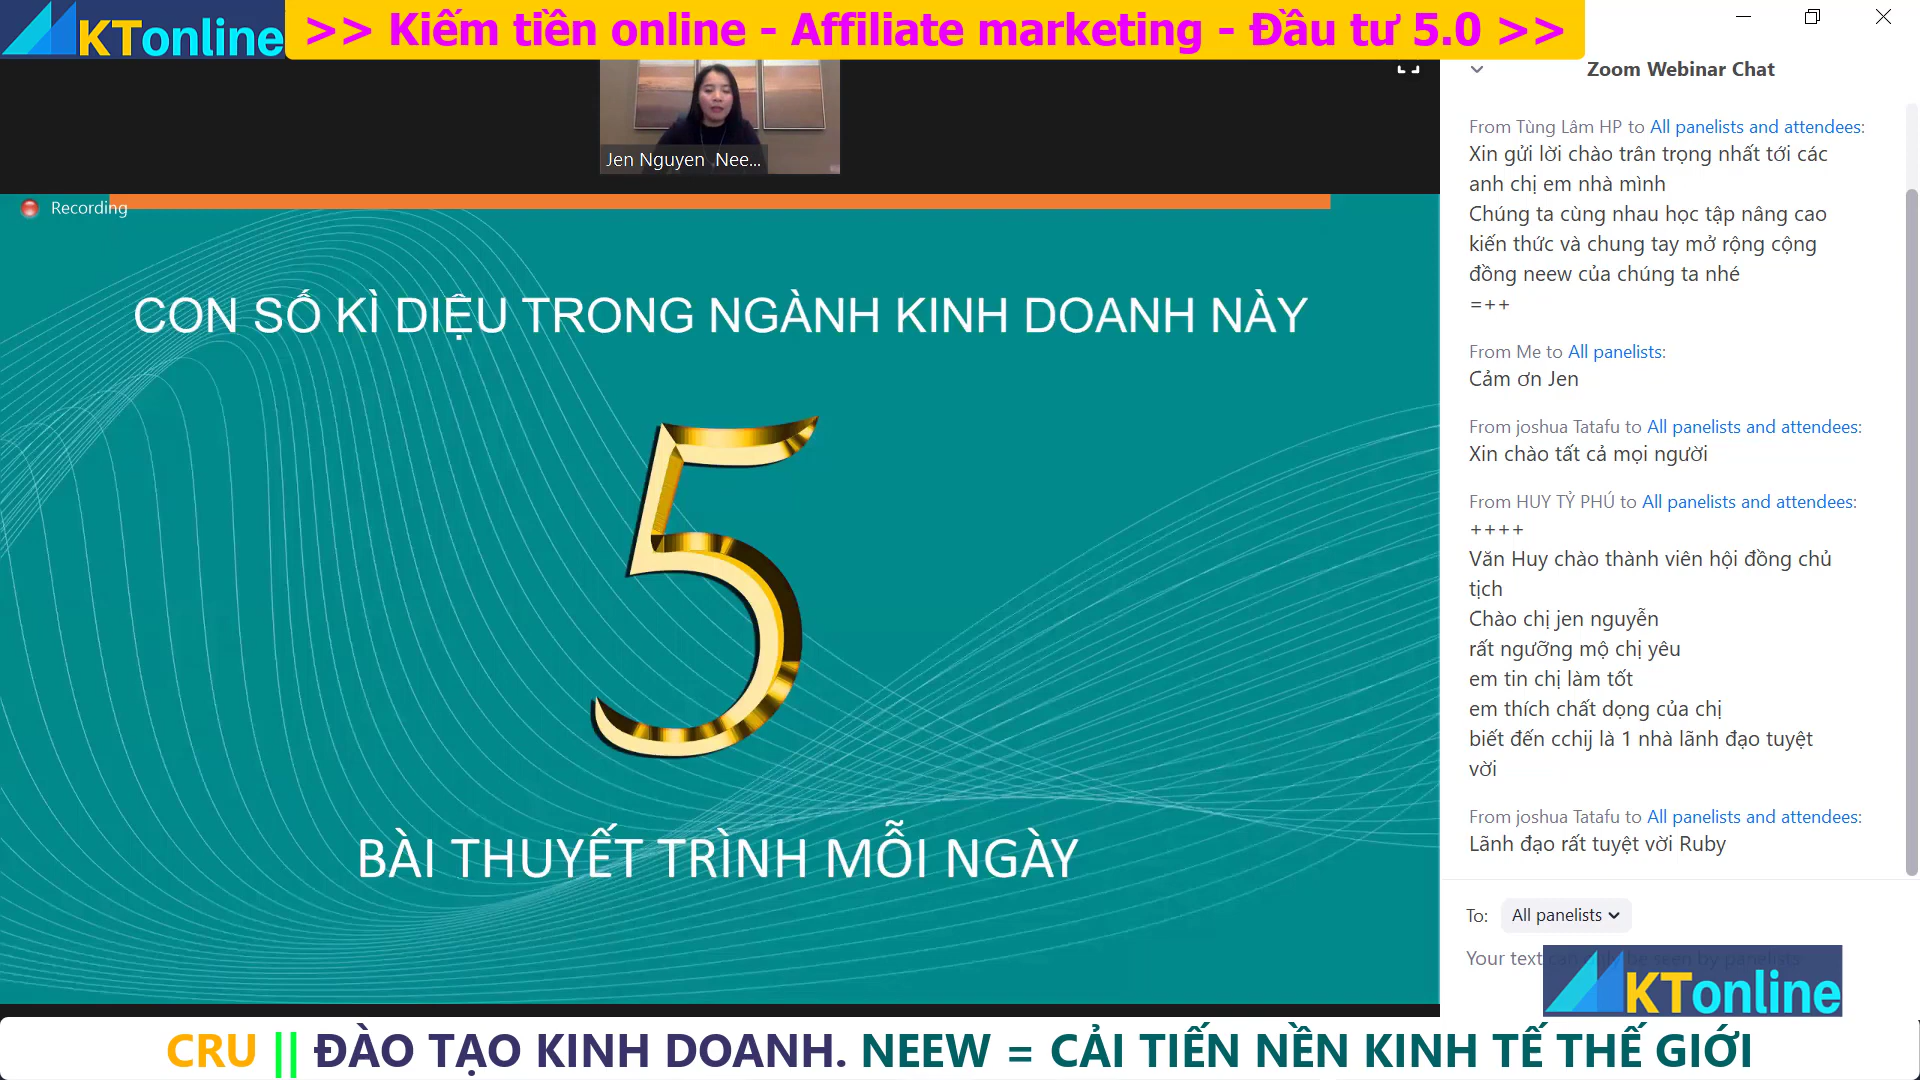 KTonline
>> Kiếm tiền online - Affiliate marketing - Đầu tư 5.0 >>
Jen Nguyen Nee...
Recording
CON SỐ KÌ DIỆU TRONG NGÀNH KINH DOANH NÀY
5
BÀI THUYẾT TRÌNH MỖI NGÀY
Zoom Webinar Chat
From Tùng Lâm HP to All panelists and attendees:
Xin gửi lời chào trân trọng nhất tới các
anh chị em nhà mình
Chúng ta cùng nhau học tập nâng cao
kiến thức và chung tay mở rộng cộng
đồng neew của chúng ta nhé
=++
From Me to All panelists:
Cảm ơn Jen
From joshua Tatafu to All panelists and attendees:
Xin chào tất cả mọi người
From HUY TỶ PHÚ to All panelists and attendees:
++++
Văn Huy chào thành viên hội đồng chủ
tịch
Chào chị jen nguyễn
rất ngưỡng mộ chị yêu
em tin chị làm tốt
em thích chất dọng của chị
biết đến cchij là 1 nhà lãnh đạo tuyệt
vời
From joshua Tatafu to All panelists and attendees:
Lãnh đạo rất tuyệt vời Ruby
To: All panelists
Your text can only be seen by panelists
KTonline
CRU || ĐÀO TẠO KINH DOANH. NEEW = CẢI TIẾN NỀN KINH TẾ THẾ GIỚI